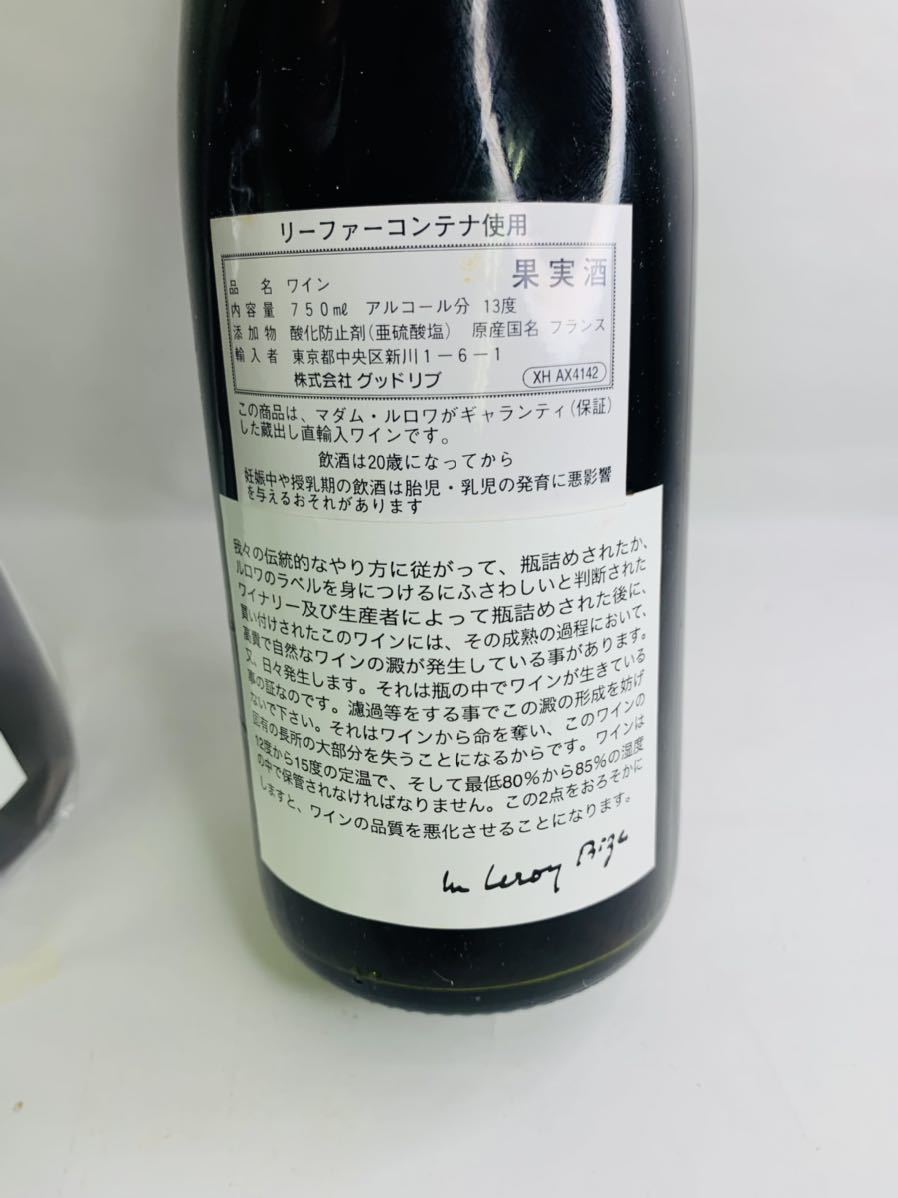 リーファーコンテナ使用
果実酒
品名 ワイン
内容量 750ml アルコール分 13度
添加物 酸化防止剤(亜硫酸塩) 原産国名 フランス
輸入者 東京都中央区新川1-6-1
株式会社 グッドリブ XH AX4142
この商品は、マダム・ルロワがギャランティ(保証)
した蔵出し直輸入ワインです。
飲酒は20歳になってから
妊娠中や授乳期の飲酒は胎児・乳児の発育に悪影響
を与えるおそれがあります
我々の伝統的なやり方に従がって、瓶詰めされたか、
ルロワのラベルを身につけるにふさわしいと判断された
ワイナリー及び生産者によって瓶詰めされた後に、
買い付けされたこのワインには、その成熟の過程において、
高貴で自然なワインの澱が発生している事があります。
又、日々発生します。それは瓶の中でワインが生きている
事の証なのです。濾過等をする事でこの澱の形成を妨げ
ないで下さい。それはワインから命を奪い、このワインの
固有の長所の大部分を失うことになるからです。ワインは
12度から15度の定温で、そして最低80%から85%の湿度
の中で保管されなければなりません。この2点をおろそかに
しますと、ワインの品質を悪化させることになります。
Leroy Bize